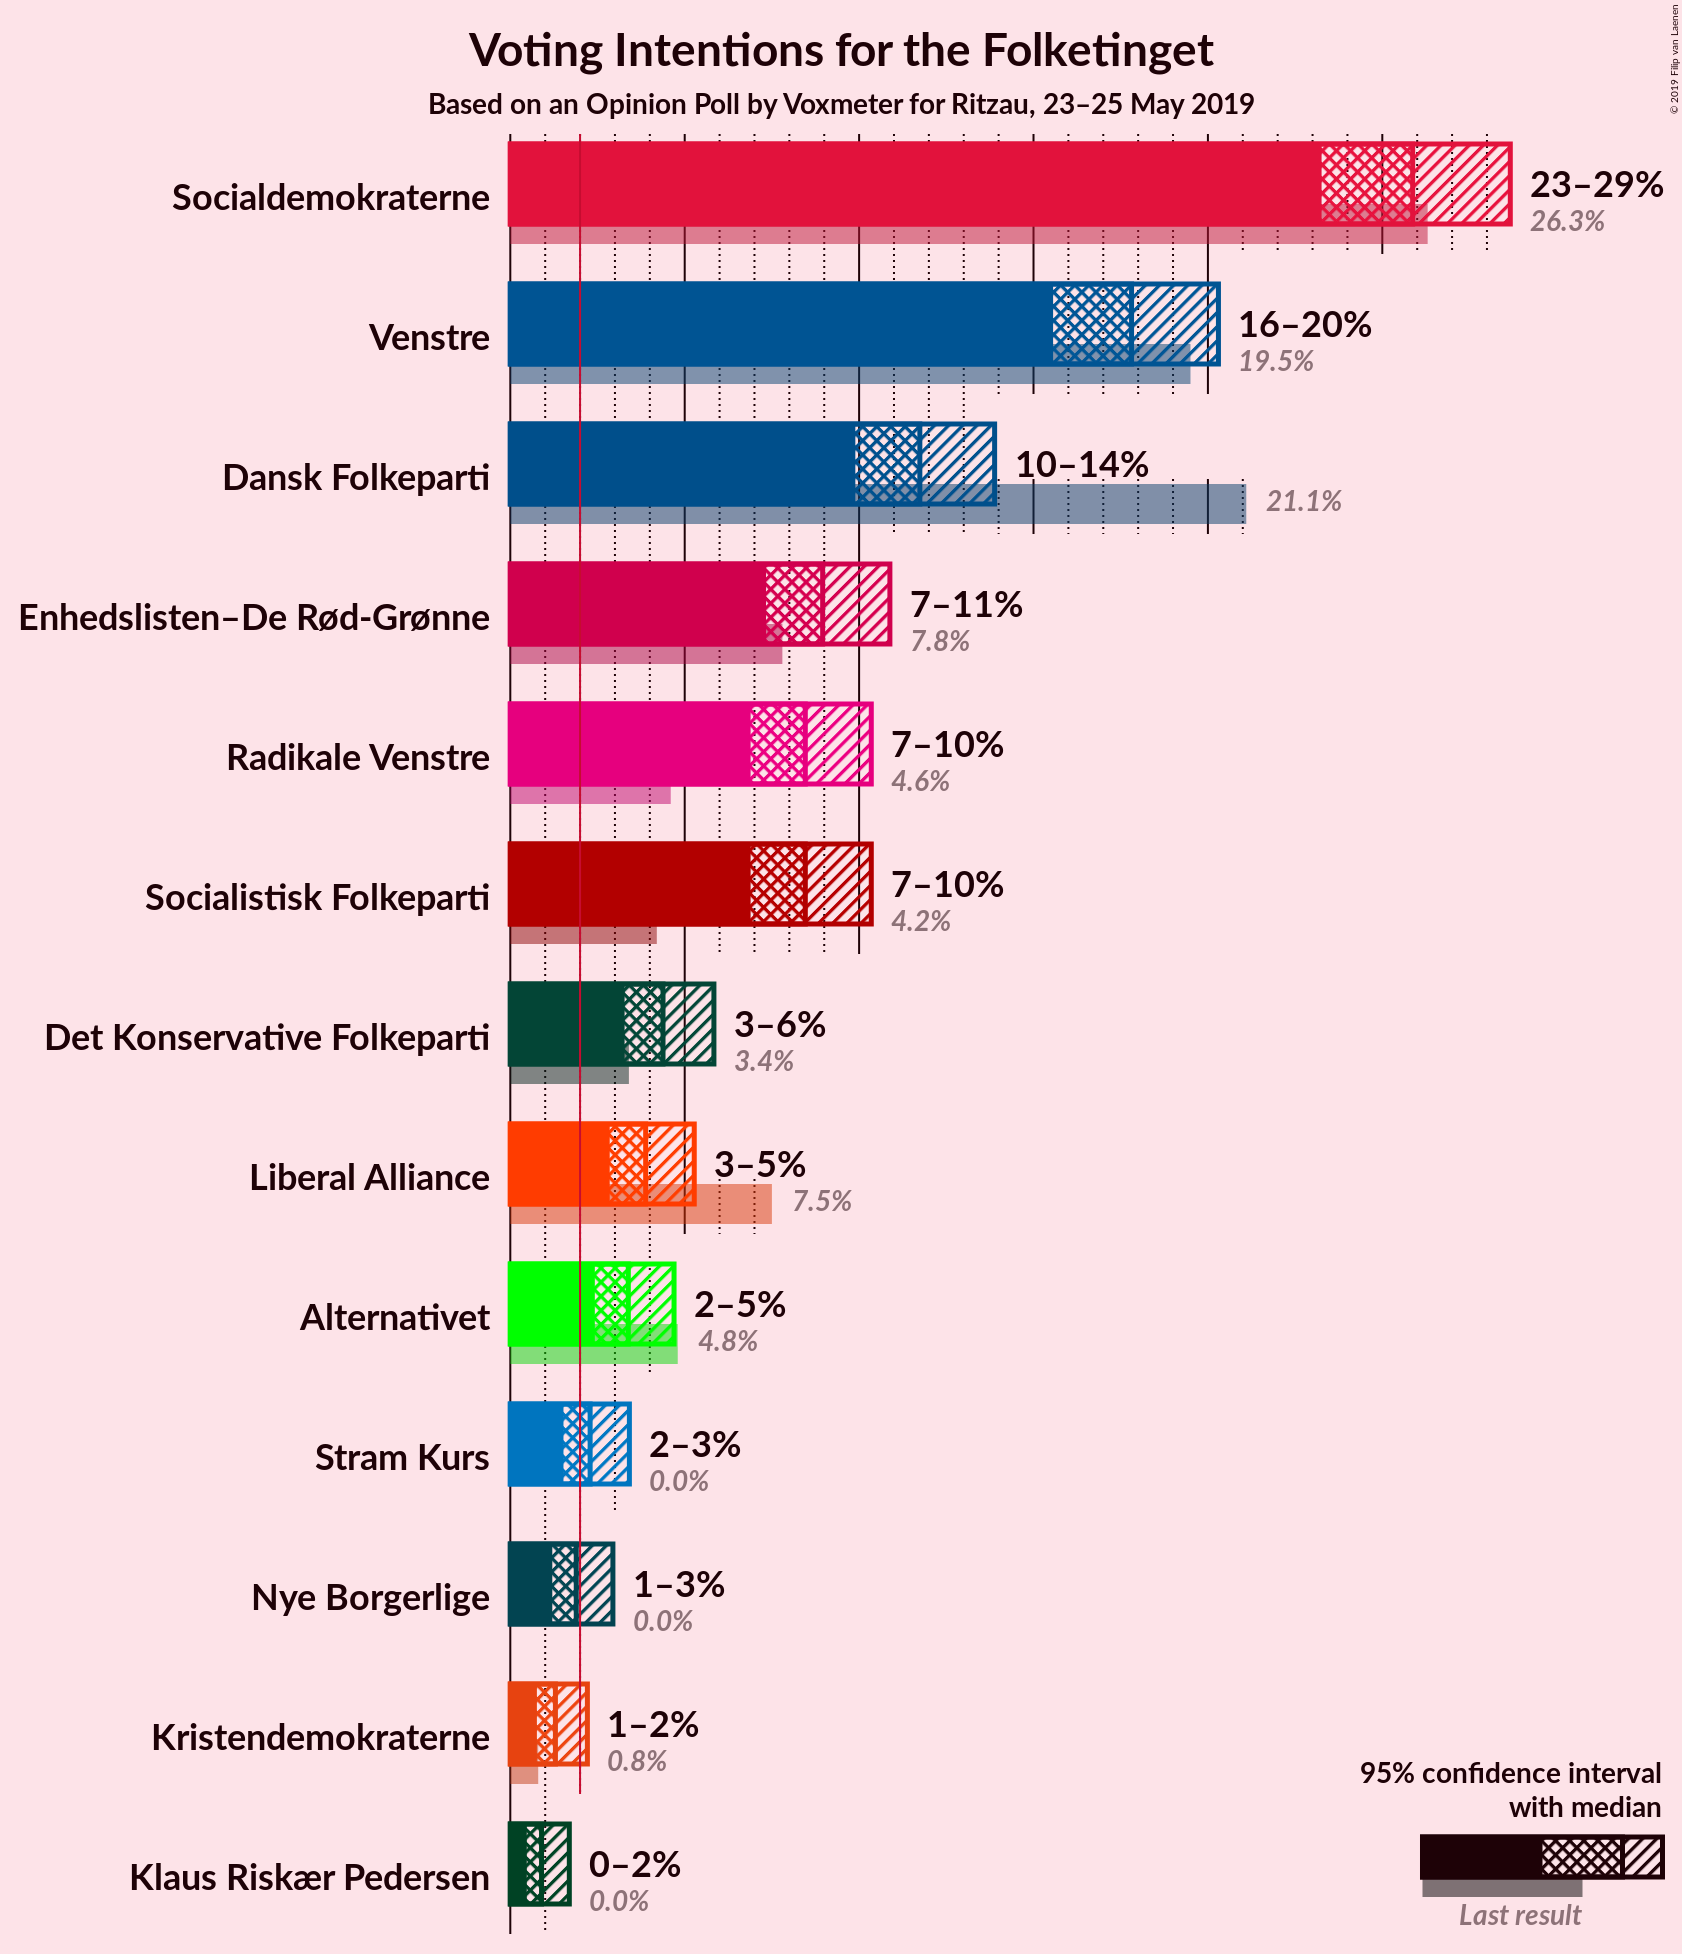 Voting Intentions for the Folketinget
Based on an Opinion Poll by Voxmeter for Ritzau, 23–25 May 2019
© 2019 Filip van Laenen
Socialdemokraterne
23–29%
26.3%
Venstre
16–20%
19.5%
Dansk Folkeparti
10–14%
21.1%
Enhedslisten–De Rød-Grønne
7–11%
7.8%
Radikale Venstre
7–10%
4.6%
Socialistisk Folkeparti
7–10%
4.2%
Det Konservative Folkeparti
3–6%
3.4%
Liberal Alliance
3–5%
7.5%
Alternativet
2–5%
4.8%
Stram Kurs
2–3%
0.0%
Nye Borgerlige
1–3%
0.0%
Kristendemokraterne
1–2%
0.8%
Klaus Riskær Pedersen
0–2%
0.0%
95% confidence interval
with median
Last result